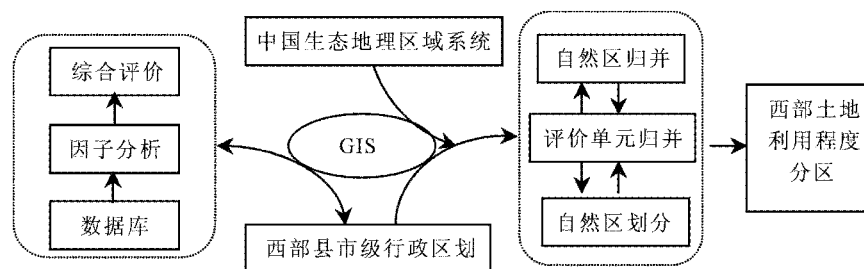 综合评价
因子分析
数据库
中国生态地理区域系统
GIS
西部县市级行政区划
自然区归并
评价单元归并
自然区划分
西部土地
利用程度
分区